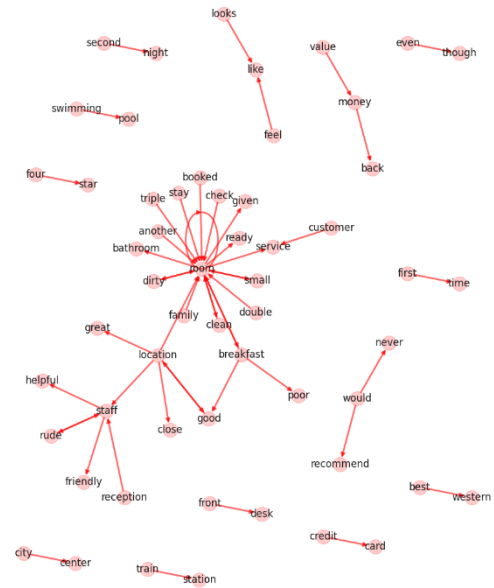 looks
second
night
like
value
even
though
swimming
pool
money
feel
back
four
star
booked
triple
stay
check
given
another
bathroom
ready
customer
service
room
dirty
small
first
time
family
clean
double
great
location
breakfast
never
helpful
staff
poor
rude
close
good
would
friendly
reception
recommend
front
desk
best
western
city
center
train
station
credit
card